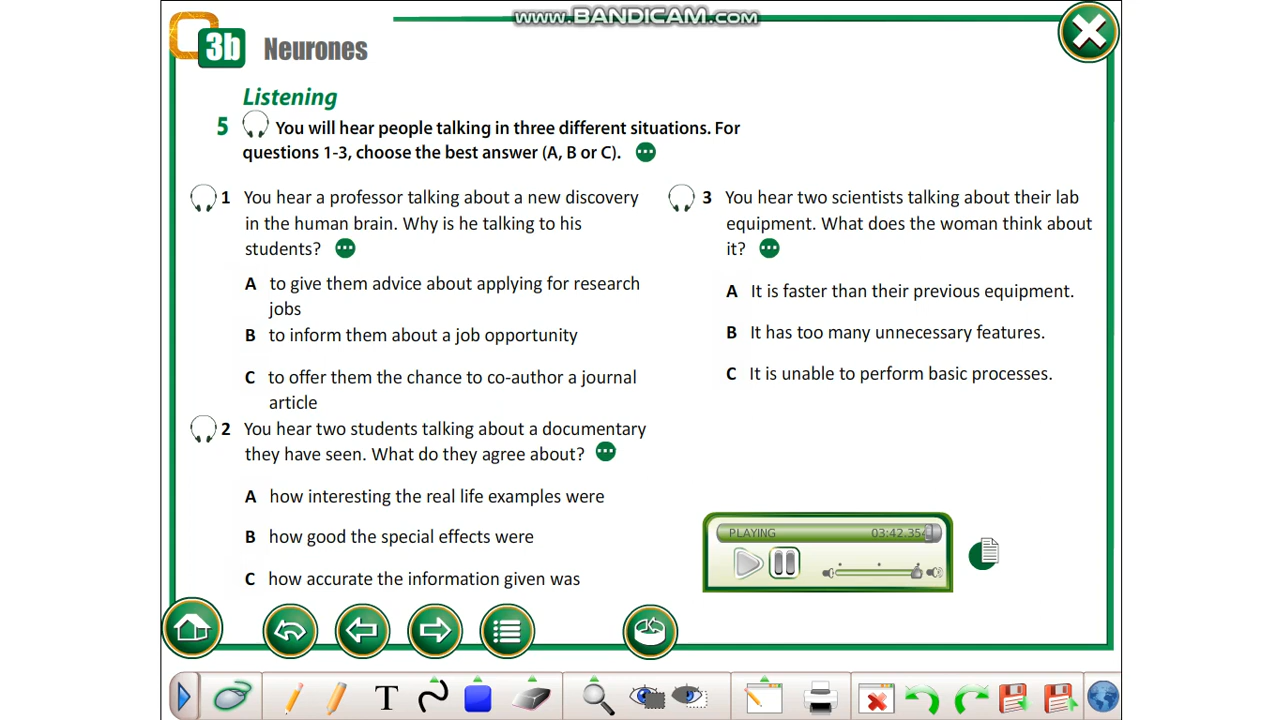 www.BANDICAM.com
3b Neurones
Listening
5 You will hear people talking in three different situations. For
questions 1-3, choose the best answer (A, B or C).
1 You hear a professor talking about a new discovery
in the human brain. Why is he talking to his
students?
A to give them advice about applying for research
jobs
B to inform them about a job opportunity
C to offer them the chance to co-author a journal
article
2 You hear two students talking about a documentary
they have seen. What do they agree about?
A how interesting the real life examples were
B how good the special effects were
C how accurate the information given was
3 You hear two scientists talking about their lab
equipment. What does the woman think about
it?
A It is faster than their previous equipment.
B It has too many unnecessary features.
C It is unable to perform basic processes.
PLAYING 03:42.354
T